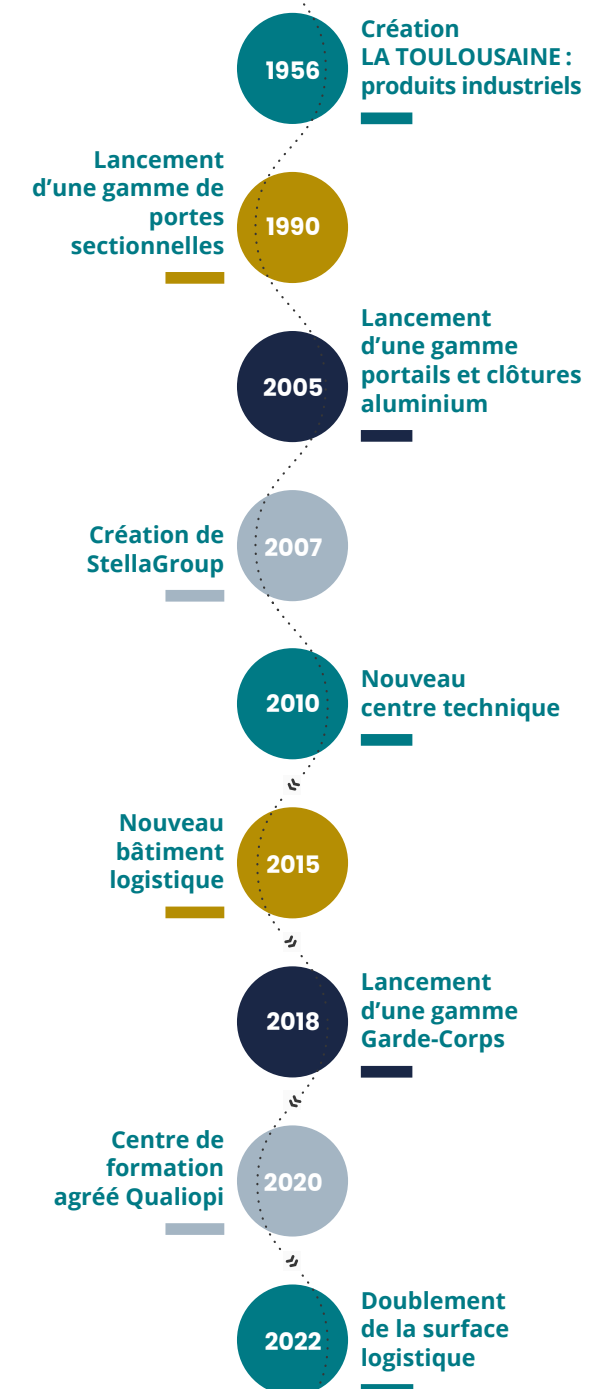 1956
Création
LA TOULOUSAINE :
produits industriels
Lancement
d’une gamme de
portes
sectionnelles
1990
2005
Lancement
d’une gamme
portails et clôtures
aluminium
Création de
StellaGroup
2007
2010
Nouveau
centre technique
Nouveau
bâtiment
logistique
2015
2018
Lancement
d’une gamme
Garde-Corps
Centre de
formation
agréé Qualiopi
2020
2022
Doublement
de la surface
logistique